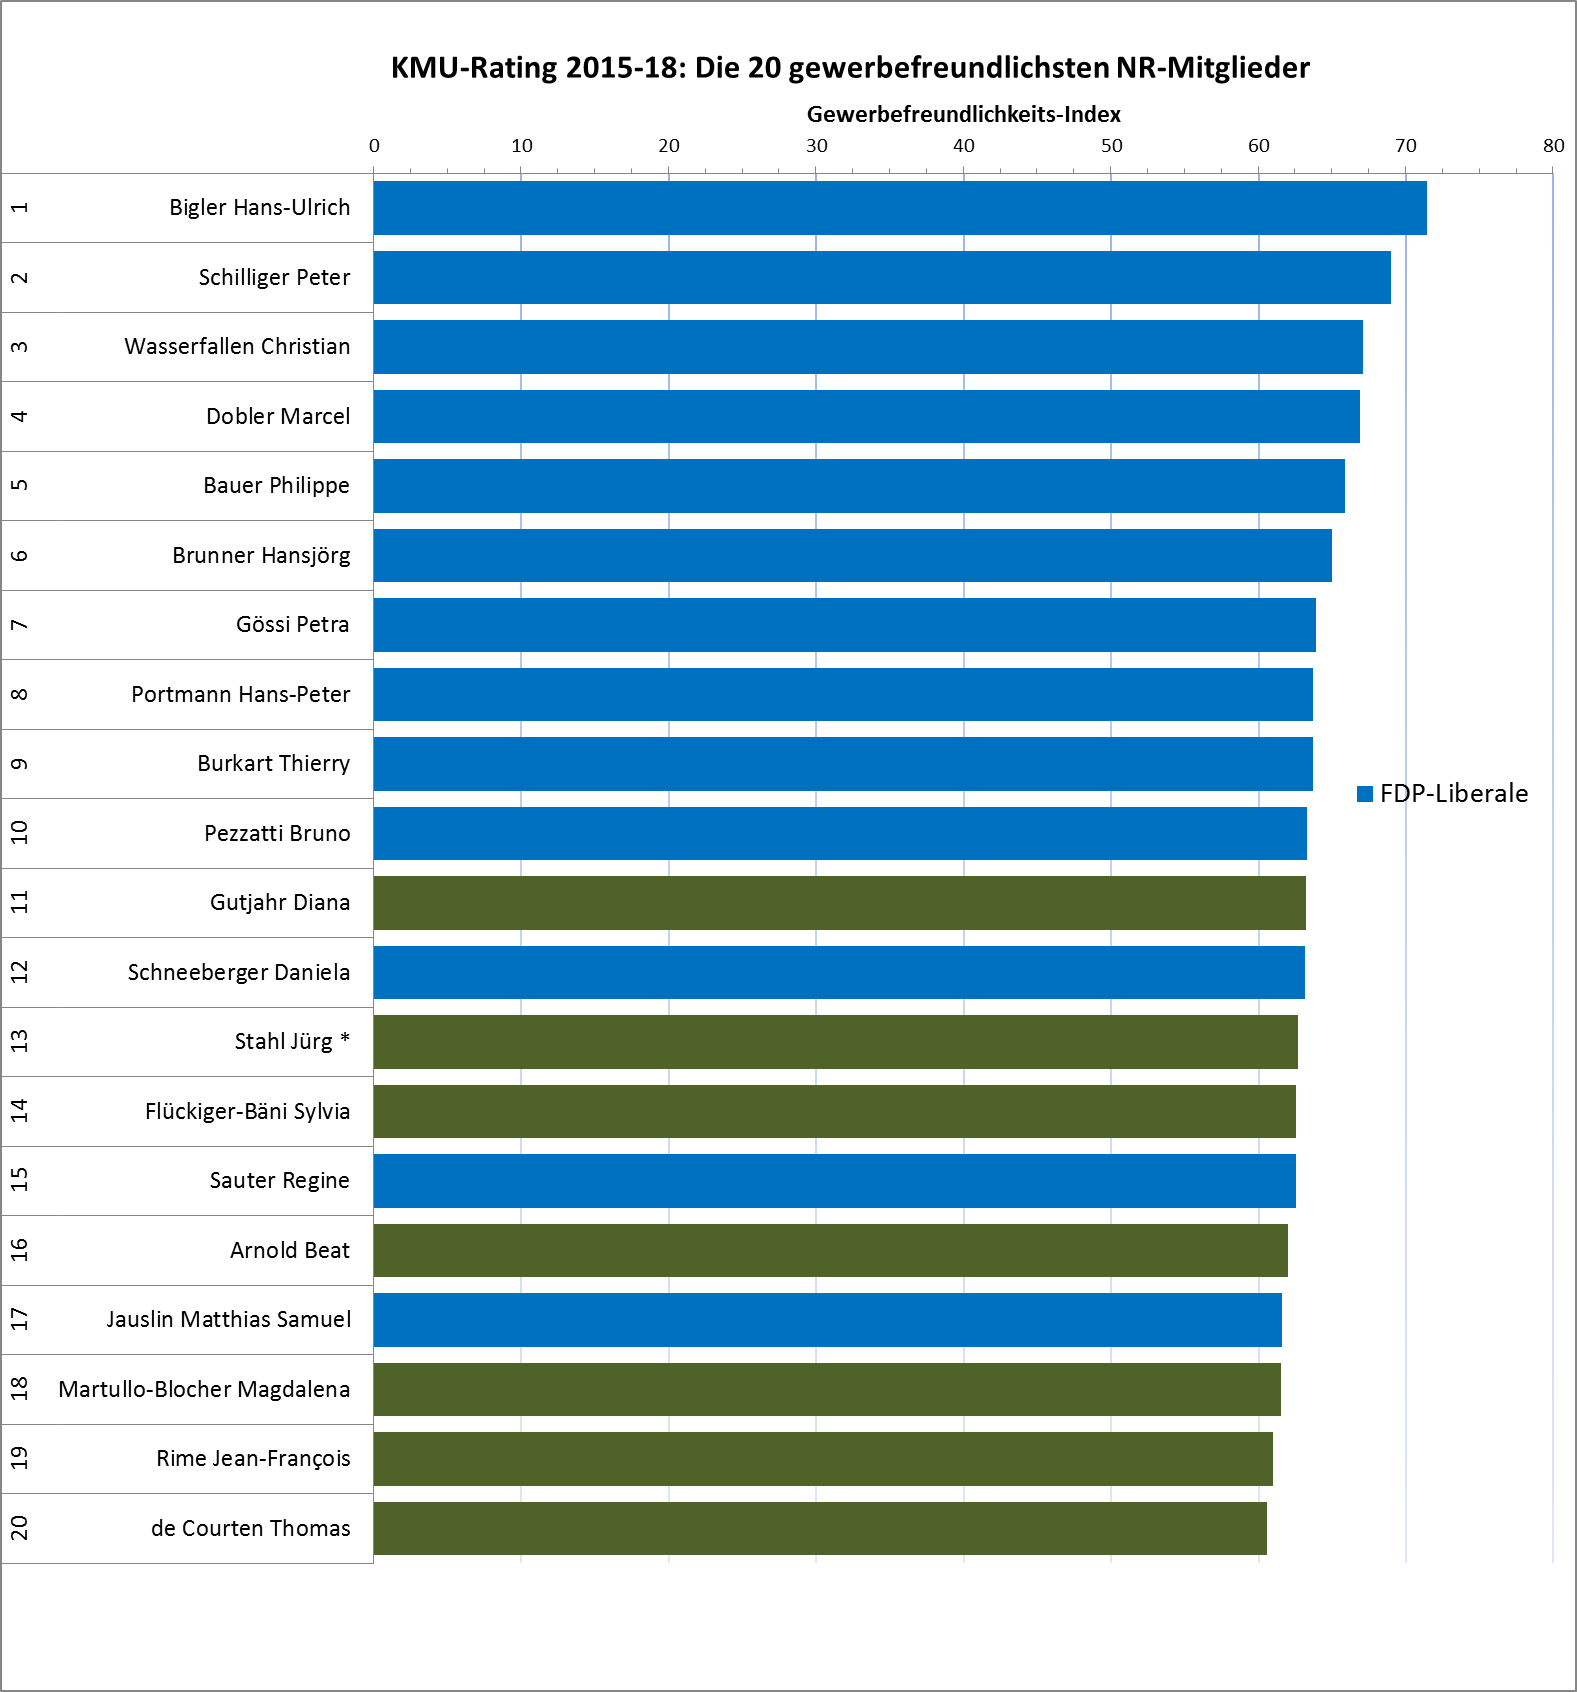 KMU-Rating 2015-18: Die 20 gewerbefreundlichsten NR-Mitglieder
Gewerbefreundlichkeits-Index
0 10 20 30 40 50 60 70 80
1 Bigler Hans-Ulrich
2 Schilliger Peter
3 Wasserfallen Christian
4 Dobler Marcel
5 Bauer Philippe
6 Brunner Hansjörg
7 Gössi Petra
8 Portmann Hans-Peter
9 Burkart Thierry
FDP-Liberale
10 Pezzatti Bruno
11 Gutjahr Diana
12 Schneeberger Daniela
13 Stahl Jürg *
14 Flückiger-Bäni Sylvia
15 Sauter Regine
16 Arnold Beat
17 Jauslin Matthias Samuel
18 Martullo-Blocher Magdalena
19 Rime Jean-François
20 de Courten Thomas